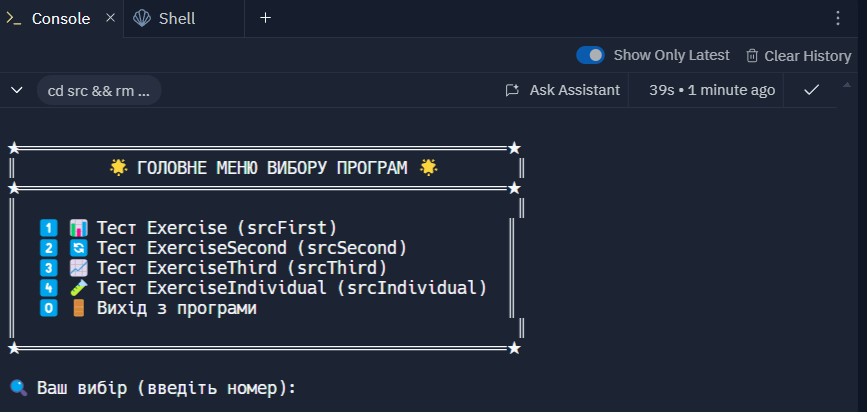 Console
Shell
Show Only Latest
Clear History
cd src && rm ...
Ask Assistant
39s • 1 minute ago
🌟 ГОЛОВНЕ МЕНЮ ВИБОРУ ПРОГРАМ 🌟
1️⃣ 📊 Тест Exercise (srcFirst)
2️⃣ 🔄 Тест ExerciseSecond (srcSecond)
3️⃣ 📈 Тест ExerciseThird (srcThird)
4️⃣ 🧪 Тест ExerciseIndividual (srcIndividual)
0️⃣ 🚪 Вихід з програми
🔍 Ваш вибір (введіть номер):